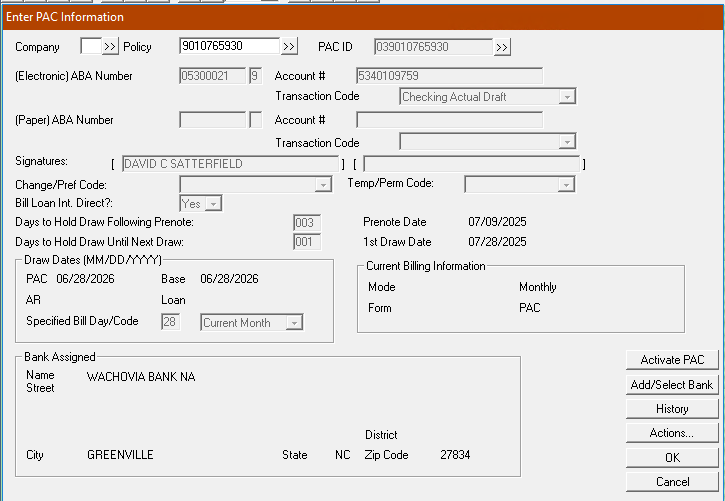 Enter PAC Information
Company >> Policy 9010765930 >> PAC ID 039010765930 >>
(Electronic) ABA Number 05300021 9 Account # 5340109759
Transaction Code Checking Actual Draft
(Paper) ABA Number Account #
Transaction Code
Signatures: [ DAVID C SATTERFIELD ] [ ]
Change/Pref Code: Temp/Perm Code:
Bill Loan Int. Direct?: Yes
Days to Hold Draw Following Prenote: 003 Prenote Date 07/09/2025
Days to Hold Draw Until Next Draw: 001 1st Draw Date 07/28/2025
Draw Dates (MM/DD/YYYY)
PAC 06/28/2026 Base 06/28/2026
AR Loan
Specified Bill Day/Code 28 Current Month
Current Billing Information
Mode Monthly
Form PAC
Bank Assigned
Name WACHOVIA BANK NA
Street
District
City GREENVILLE State NC Zip Code 27834
Activate PAC
Add/Select Bank
History
Actions...
OK
Cancel